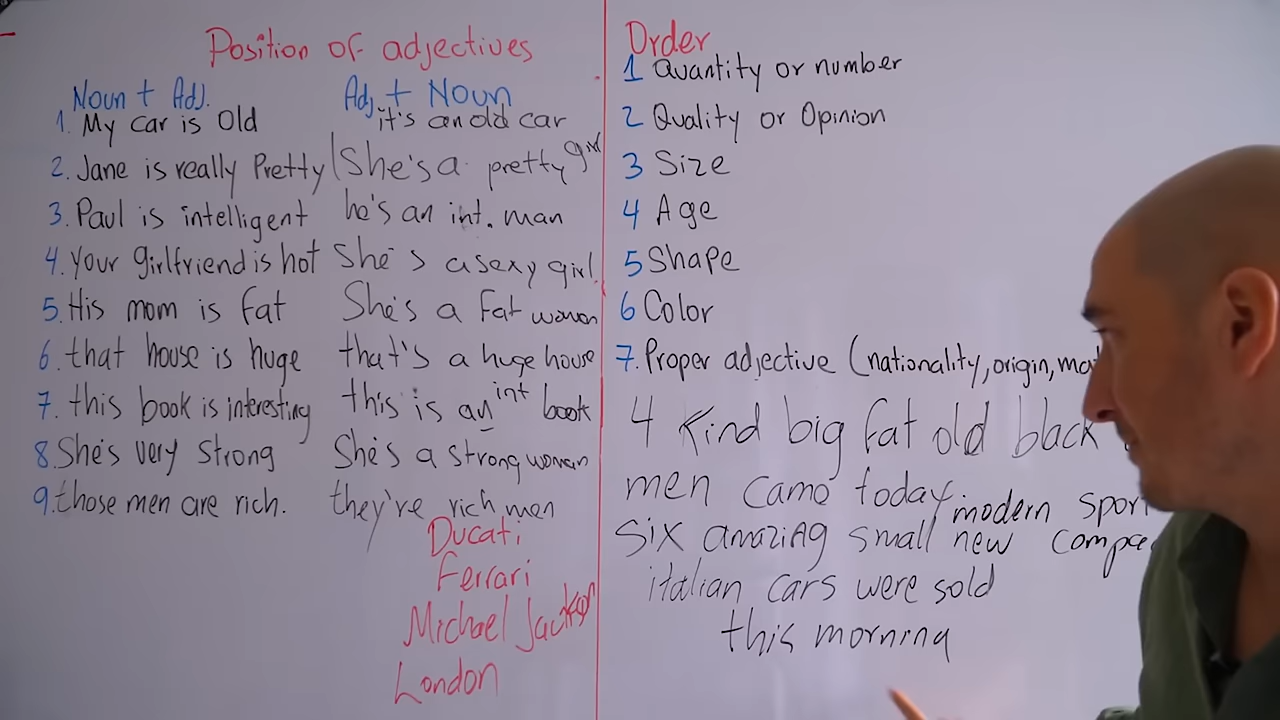 Position of adjectives
Noun + Adj.
Adj. + Noun
1. My car is old
it's an old car
2. Jane is really Pretty
She's a pretty girl
3. Paul is intelligent
he's an int. man
4. Your girlfriend is hot
She's a sexy girl.
5. His mom is fat
She's a fat woman
6. that house is huge
that's a huge house
7. this book is interesting
this is an int book
8. She's very strong
She's a strong woman
9. those men are rich.
they're rich men
Ducati
Ferrari
Michael Jackson
London
Order
1 Quantity or number
2 Quality or Opinion
3 Size
4 Age
5 Shape
6 Color
7. Proper adjective (nationality, origin,
4 Kind big fat old black
men came today
modern
six amazing small new
italian cars were sold
this morning